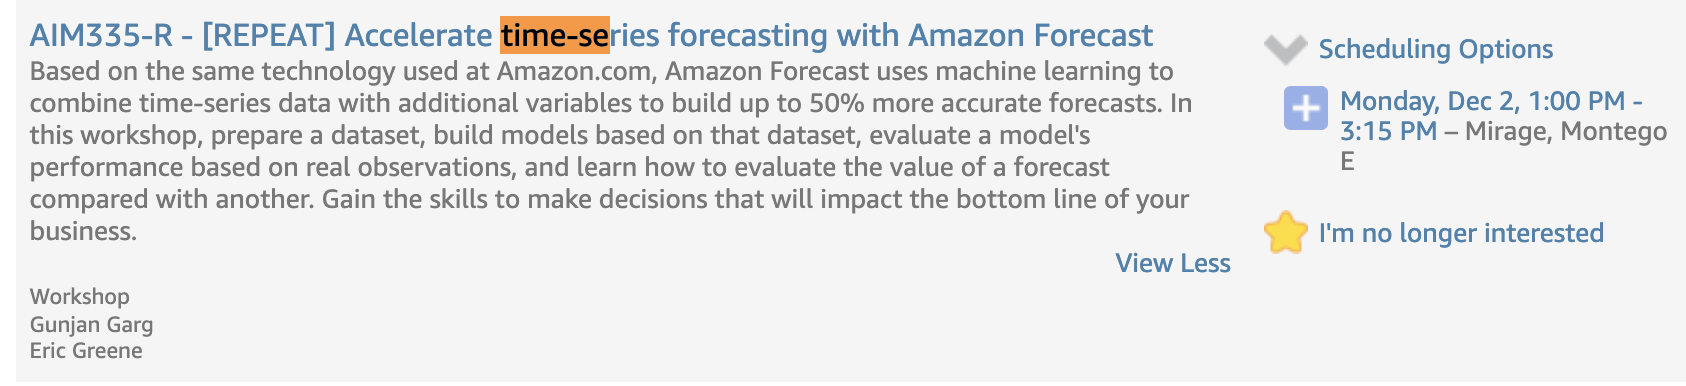 AIM335-R - [REPEAT] Accelerate time-series forecasting with Amazon Forecast
Based on the same technology used at Amazon.com, Amazon Forecast uses machine learning to
combine time-series data with additional variables to build up to 50% more accurate forecasts. In
this workshop, prepare a dataset, build models based on that dataset, evaluate a model's
performance based on real observations, and learn how to evaluate the value of a forecast
compared with another. Gain the skills to make decisions that will impact the bottom line of your
business.
View Less
Workshop
Gunjan Garg
Eric Greene
Scheduling Options
Monday, Dec 2, 1:00 PM -
3:15 PM – Mirage, Montego
E
I'm no longer interested